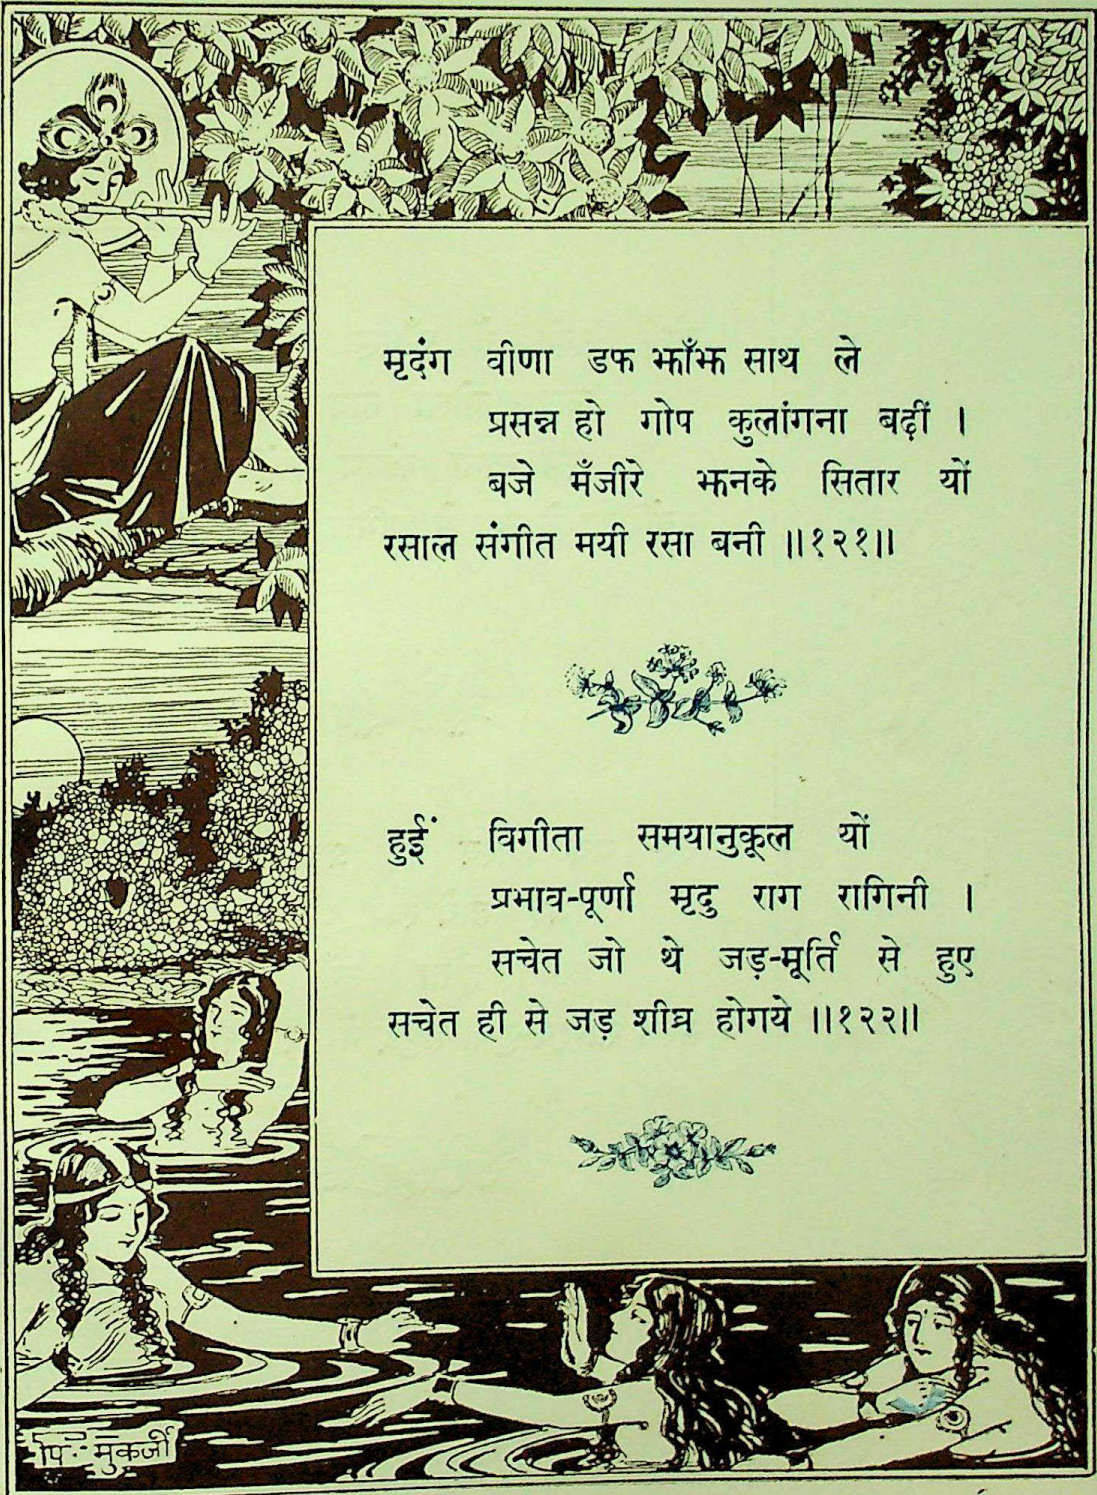 मृदंग वीणा डफ झाँझ साथ ले
प्रसन्न हो गोप कुलांगना बढ़ीं ।
बजे मँजीरे झनके सितार यों
रसाल संगीत मयी रसा बनी ॥१२१॥
हुईं विगीता समयानुकूल यों
प्रभाव-पूर्णा मृदु राग रागिनी ।
सचेत जो थे जड़-मूर्ति से हुए
सचेत ही से जड़ शीघ्र होगये ॥१२२॥
पि. मुकर्जी